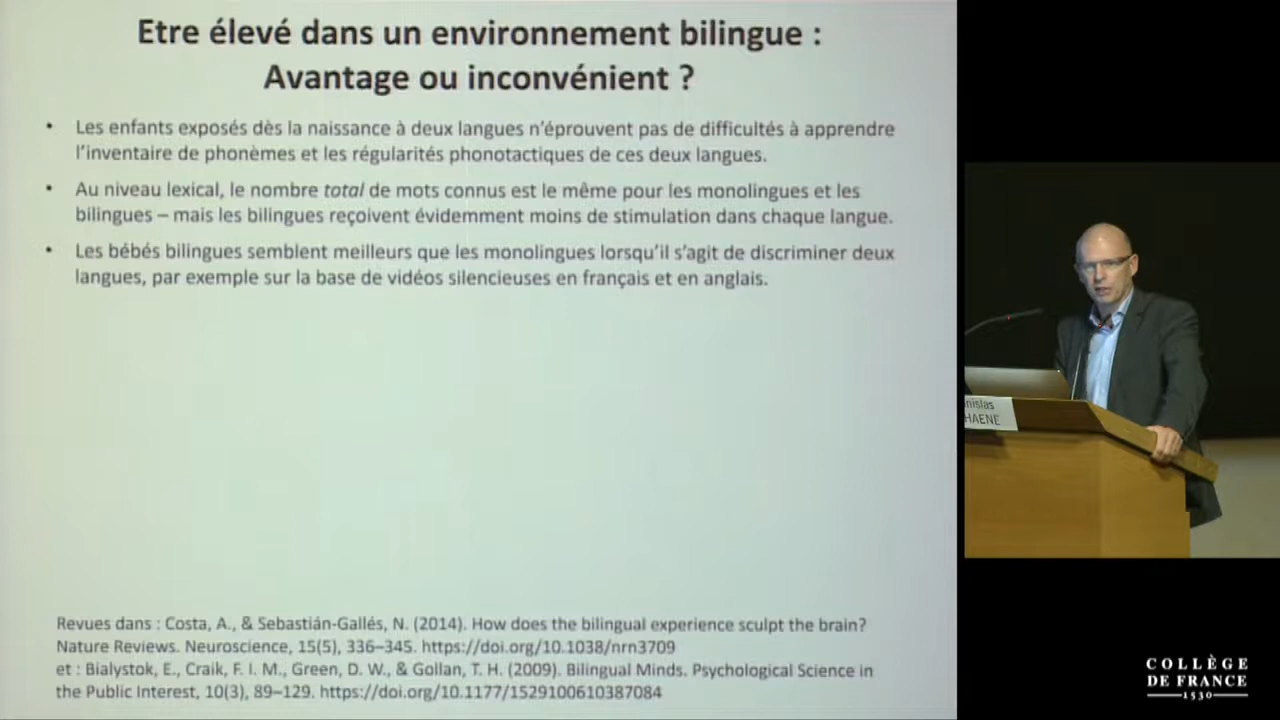 Etre élevé dans un environnement bilingue :
Avantage ou inconvénient ?
• Les enfants exposés dès la naissance à deux langues n'éprouvent pas de difficultés à apprendre
l'inventaire de phonèmes et les régularités phonotactiques de ces deux langues.
• Au niveau lexical, le nombre total de mots connus est le même pour les monolingues et les
bilingues – mais les bilingues reçoivent évidemment moins de stimulation dans chaque langue.
• Les bébés bilingues semblent meilleurs que les monolingues lorsqu'il s'agit de discriminer deux
langues, par exemple sur la base de vidéos silencieuses en français et en anglais.
Revues dans : Costa, A., & Sebastián-Gallés, N. (2014). How does the bilingual experience sculpt the brain?
Nature Reviews. Neuroscience, 15(5), 336–345. https://doi.org/10.1038/nrn3709
et : Bialystok, E., Craik, F. I. M., Green, D. W., & Gollan, T. H. (2009). Bilingual Minds. Psychological Science in
the Public Interest, 10(3), 89–129. https://doi.org/10.1177/1529100610387084
nislas
HAENE
COLLÈGE
DE FRANCE
1530